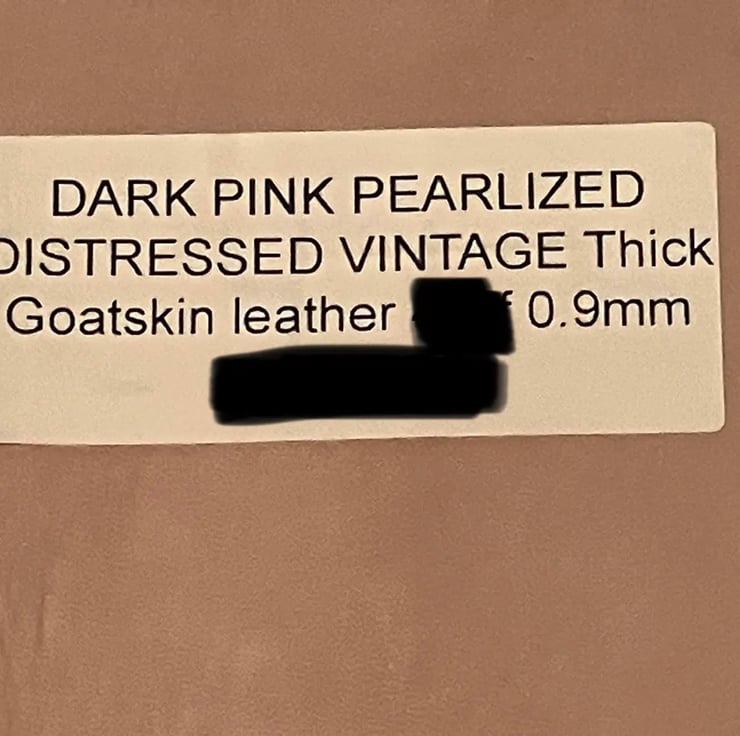 DARK PINK PEARLIZED
DISTRESSED VINTAGE Thick
Goatskin leather 0.9mm